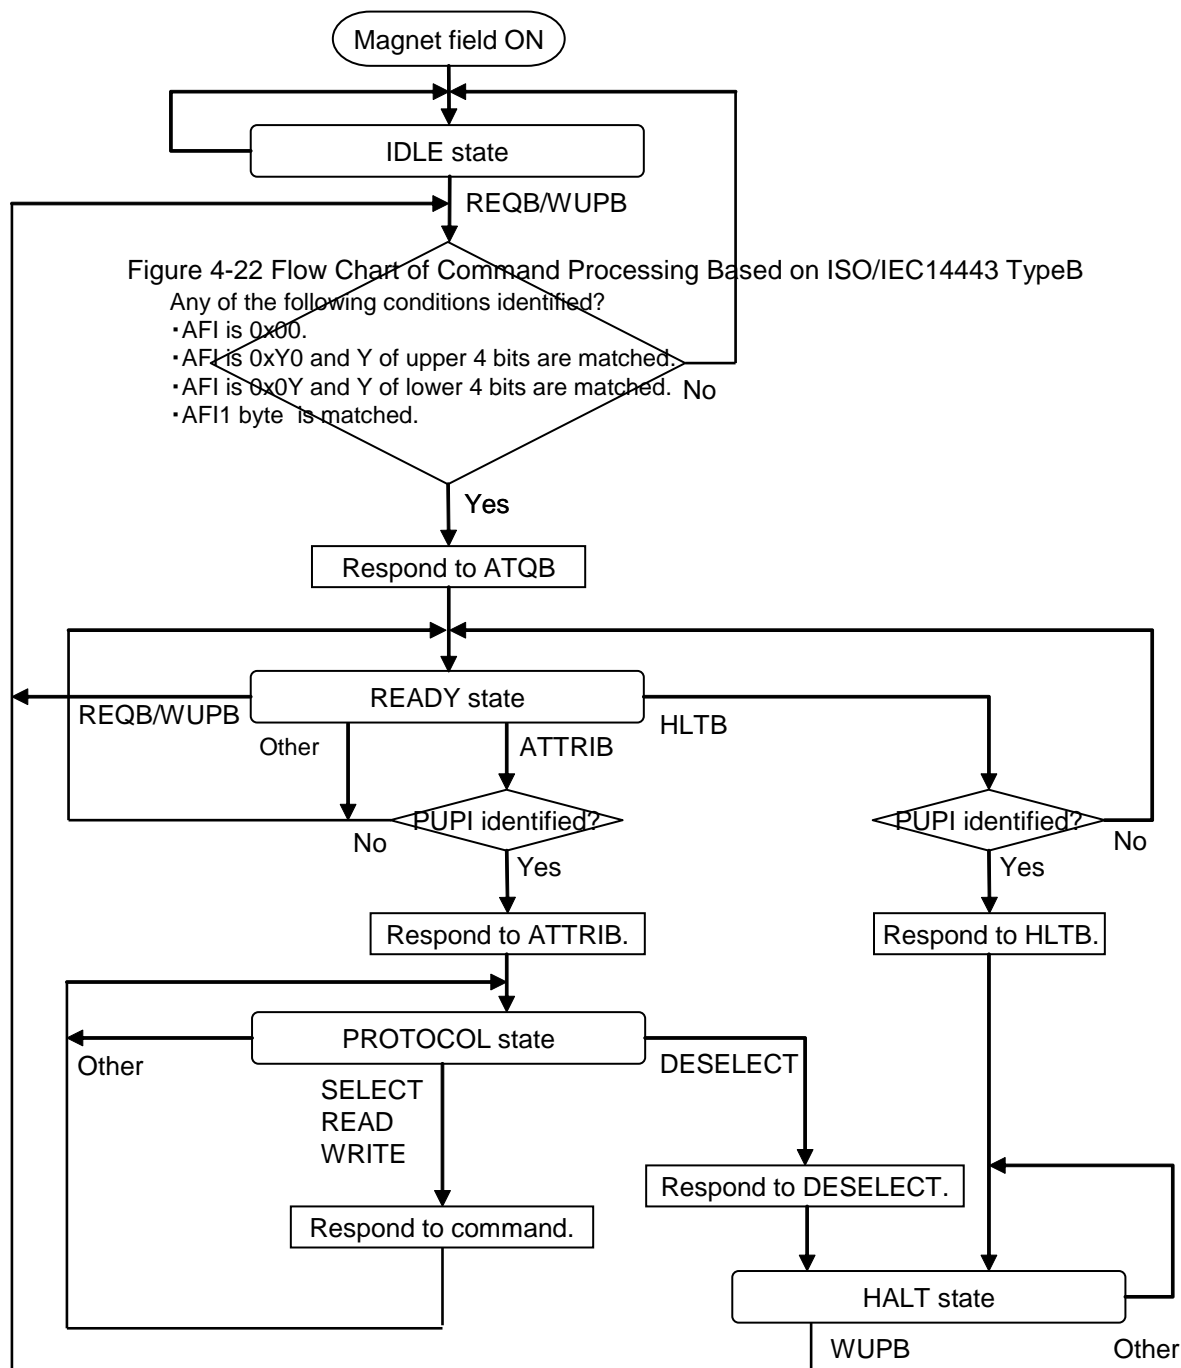 Magnet field ON
IDLE state
REQB/WUPB
Figure 4-22 Flow Chart of Command Processing Based on ISO/IEC14443 TypeB
Any of the following conditions identified?
・AFI is 0x00.
・AFI is 0xY0 and Y of upper 4 bits are matched.
・AFI is 0x0Y and Y of lower 4 bits are matched.
No
・AFI1 byte is matched.
Yes
Respond to ATQB
READY state
REQB/WUPB
HLTB
Other
ATTRIB
PUPI identified?
PUPI identified?
No
No
Yes
Yes
Respond to ATTRIB.
Respond to HLTB.
PROTOCOL state
Other
DESELECT
SELECT
READ
WRITE
Respond to DESELECT.
Respond to command.
HALT state
WUPB
Other